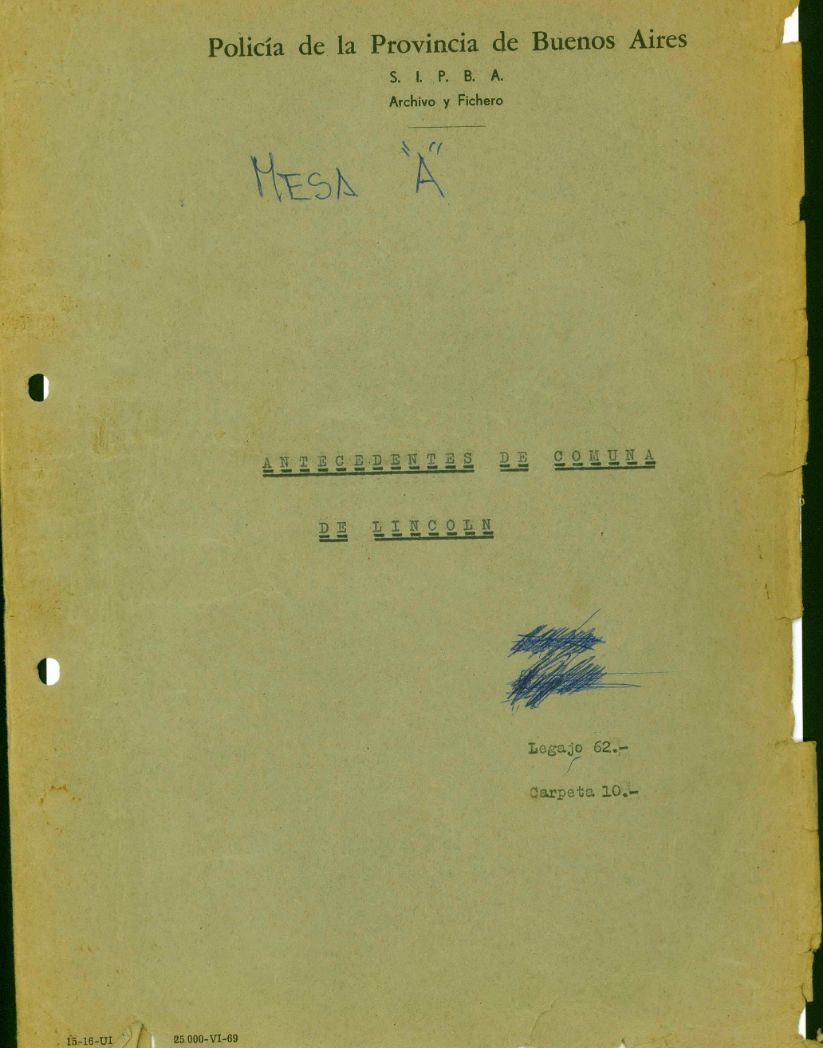 Policía de la Provincia de Buenos Aires
S. I. P. B. A.
Archivo y Fichero
MESA "A"
ANTECEDENTES DE COMUNA
DE LINCOLN
Legajo 62.-
Carpeta 10.-
15-16-UI 25.000-VI-69